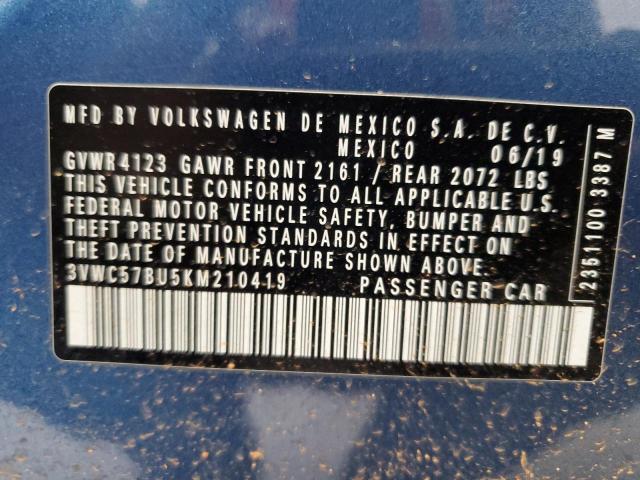 MFD BY VOLKSWAGEN DE MEXICO S.A. DE C.V.
MEXICO 06/19
GVWR4123 GAWR FRONT 2161 / REAR 2072 LBS
THIS VEHICLE CONFORMS TO ALL APPLICABLE U.S.
FEDERAL MOTOR VEHICLE SAFETY, BUMPER AND
THEFT PREVENTION STANDARDS IN EFFECT ON
THE DATE OF MANUFACTURE SHOWN ABOVE.
3VWC57BU5KM210419 PASSENGER CAR
2351100 3387 M